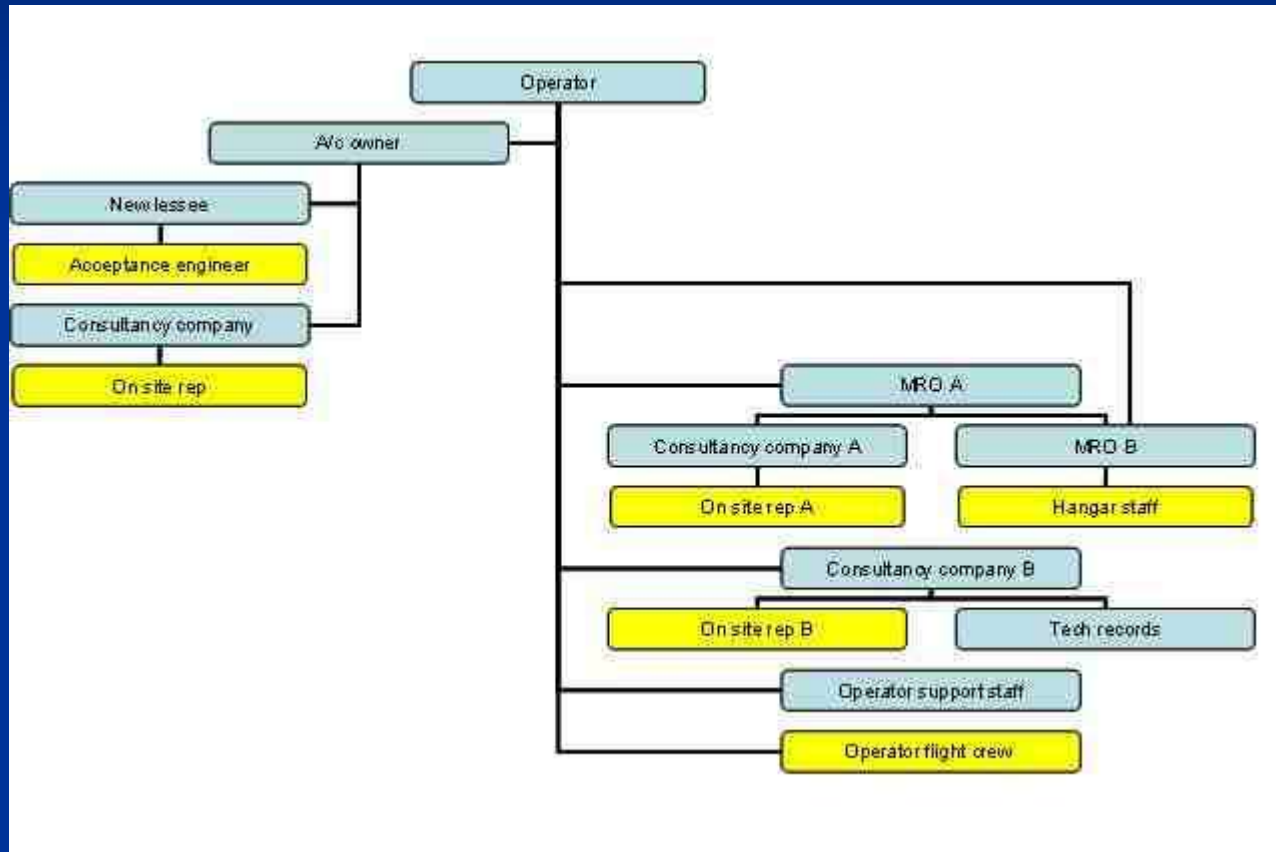 Operator
A/c owner
New lessee
Acceptance engineer
Consultancy company
On site rep
MRO A
Consultancy company A
MRO B
On site rep A
Hangar staff
Consultancy company B
On site rep B
Tech records
Operator support staff
Operator flight crew